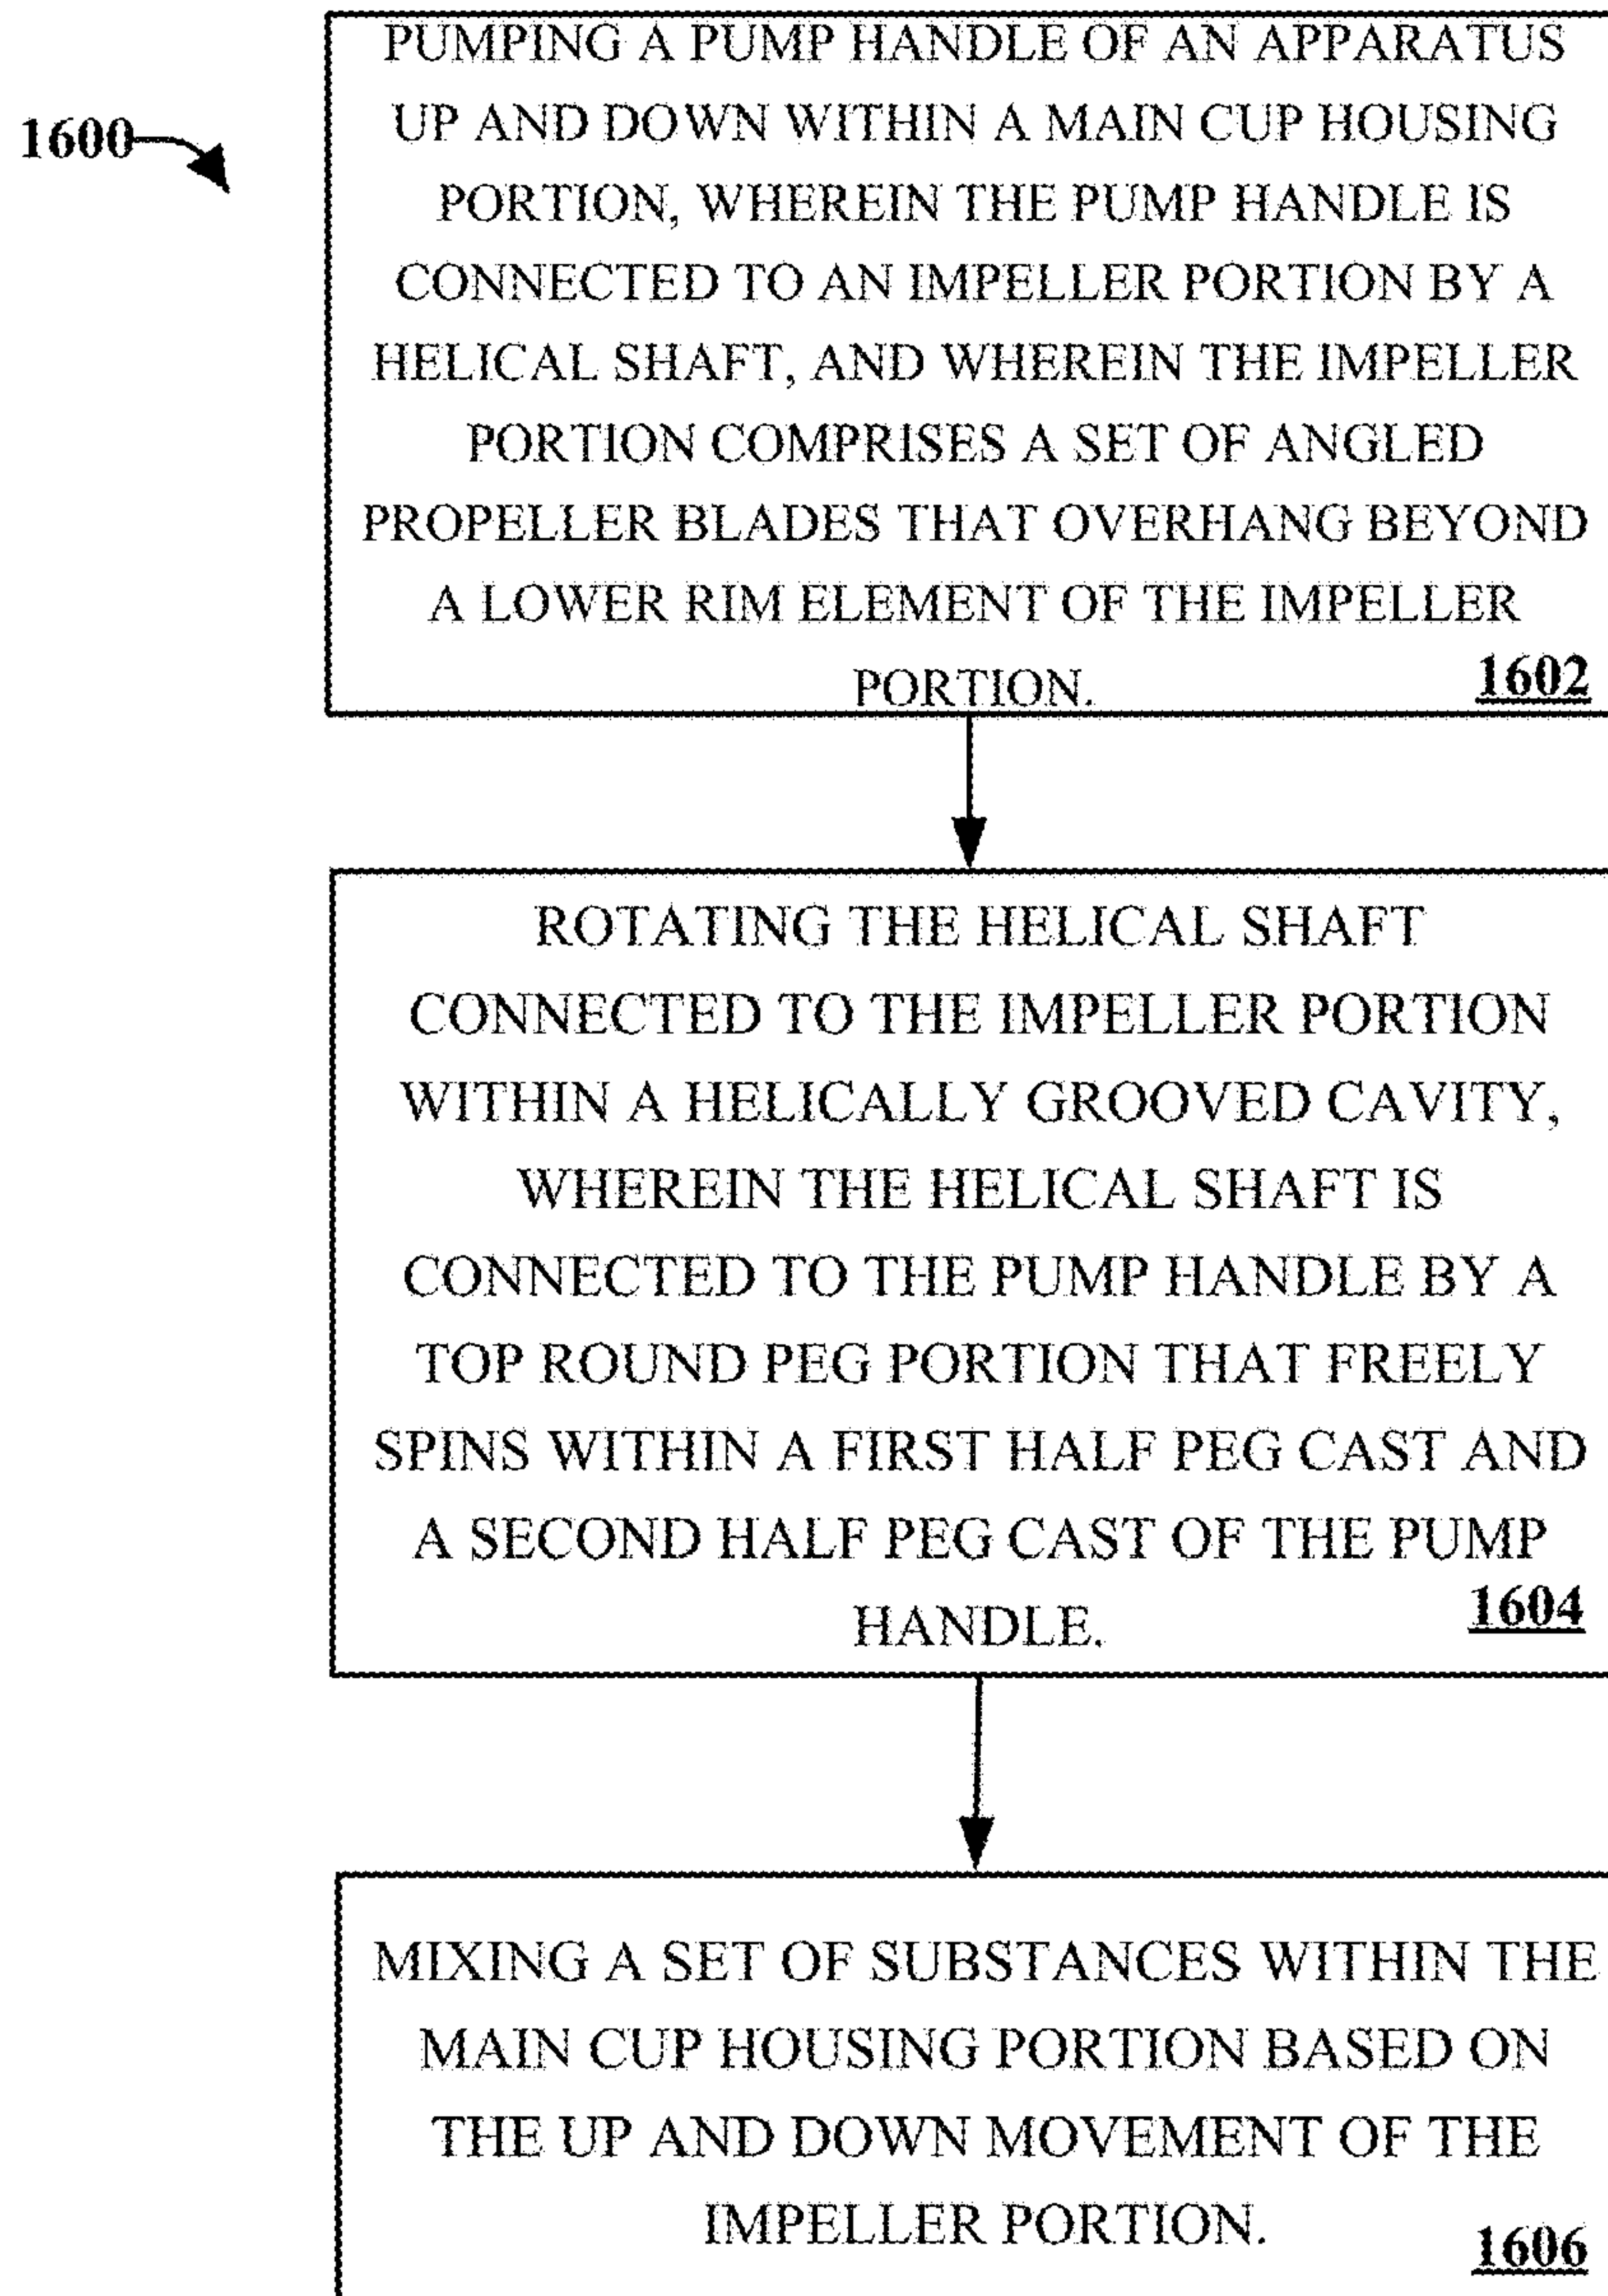 1600
PUMPING A PUMP HANDLE OF AN APPARATUS
UP AND DOWN WITHIN A MAIN CUP HOUSING
PORTION, WHEREIN THE PUMP HANDLE IS
CONNECTED TO AN IMPELLER PORTION BY A
HELICAL SHAFT, AND WHEREIN THE IMPELLER
PORTION COMPRISES A SET OF ANGLED
PROPELLER BLADES THAT OVERHANG BEYOND
A LOWER RIM ELEMENT OF THE IMPELLER
PORTION.
1602
ROTATING THE HELICAL SHAFT
CONNECTED TO THE IMPELLER PORTION
WITHIN A HELICALLY GROOVED CAVITY,
WHEREIN THE HELICAL SHAFT IS
CONNECTED TO THE PUMP HANDLE BY A
TOP ROUND PEG PORTION THAT FREELY
SPINS WITHIN A FIRST HALF PEG CAST AND
A SECOND HALF PEG CAST OF THE PUMP
HANDLE.
1604
MIXING A SET OF SUBSTANCES WITHIN THE
MAIN CUP HOUSING PORTION BASED ON
THE UP AND DOWN MOVEMENT OF THE
IMPELLER PORTION.
1606